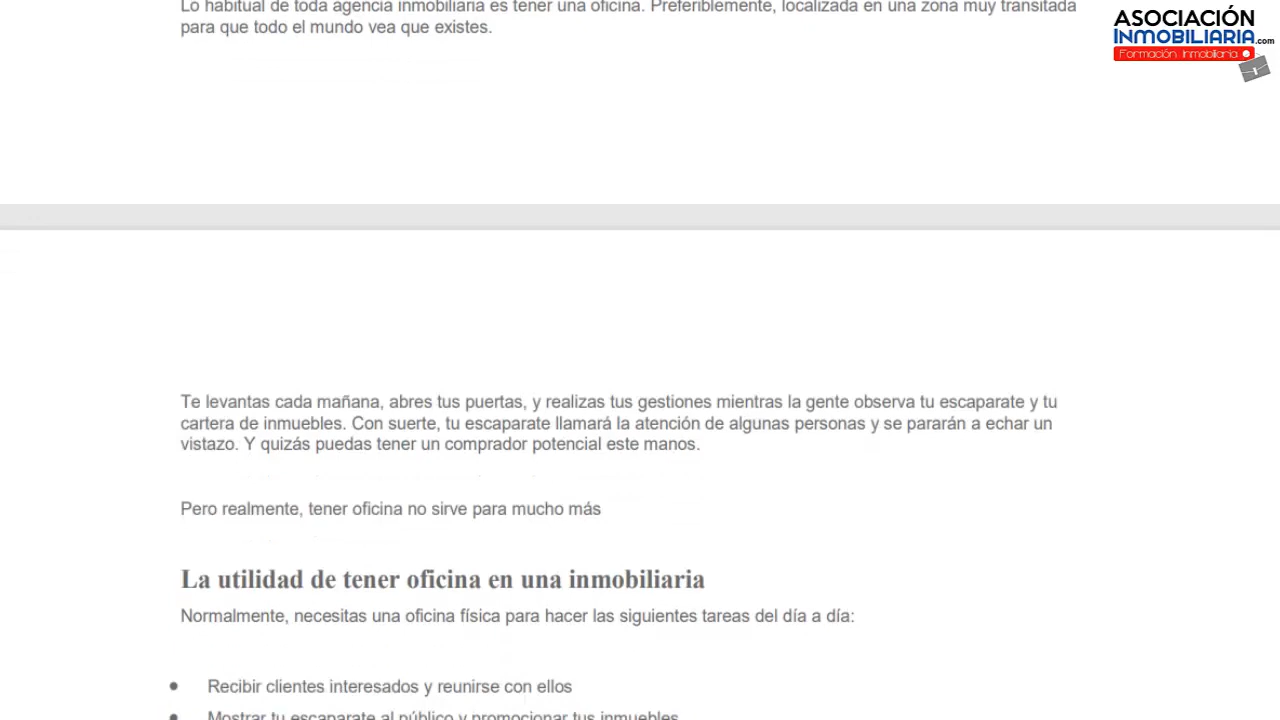 Lo habitual de toda agencia inmobiliaria es tener una oficina. Preferiblemente, localizada en una zona muy transitada
para que todo el mundo vea que existes.
ASOCIACIÓN
INMOBILIARIA.com
Formación Inmobiliaria
Te levantas cada mañana, abres tus puertas, y realizas tus gestiones mientras la gente observa tu escaparate y tu
cartera de inmuebles. Con suerte, tu escaparate llamará la atención de algunas personas y se pararán a echar un
vistazo. Y quizás puedas tener un comprador potencial este manos.
Pero realmente, tener oficina no sirve para mucho más
La utilidad de tener oficina en una inmobiliaria
Normalmente, necesitas una oficina física para hacer las siguientes tareas del día a día:
• Recibir clientes interesados y reunirse con ellos
• Mostrar tu escaparate al público y promocionar tus inmuebles